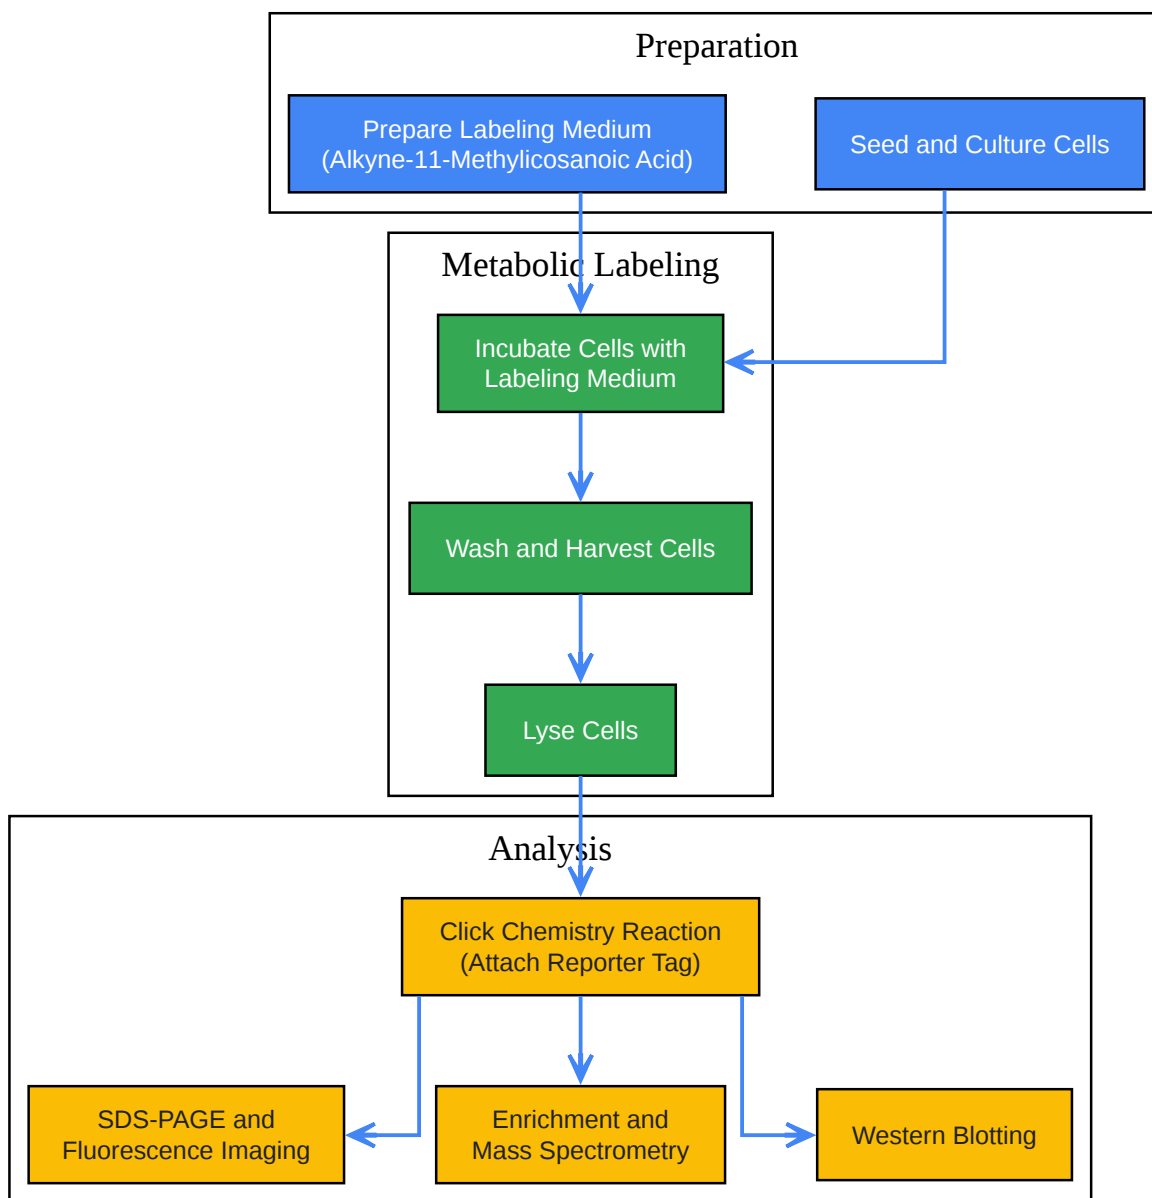 Preparation
Prepare Labeling Medium
(Alkyne-11-Methylicosanoic Acid)
Seed and Culture Cells
Metabolic Labeling
Incubate Cells with
Labeling Medium
Wash and Harvest Cells
Lyse Cells
Analysis
Click Chemistry Reaction
(Attach Reporter Tag)
SDS-PAGE and
Fluorescence Imaging
Enrichment and
Mass Spectrometry
Western Blotting